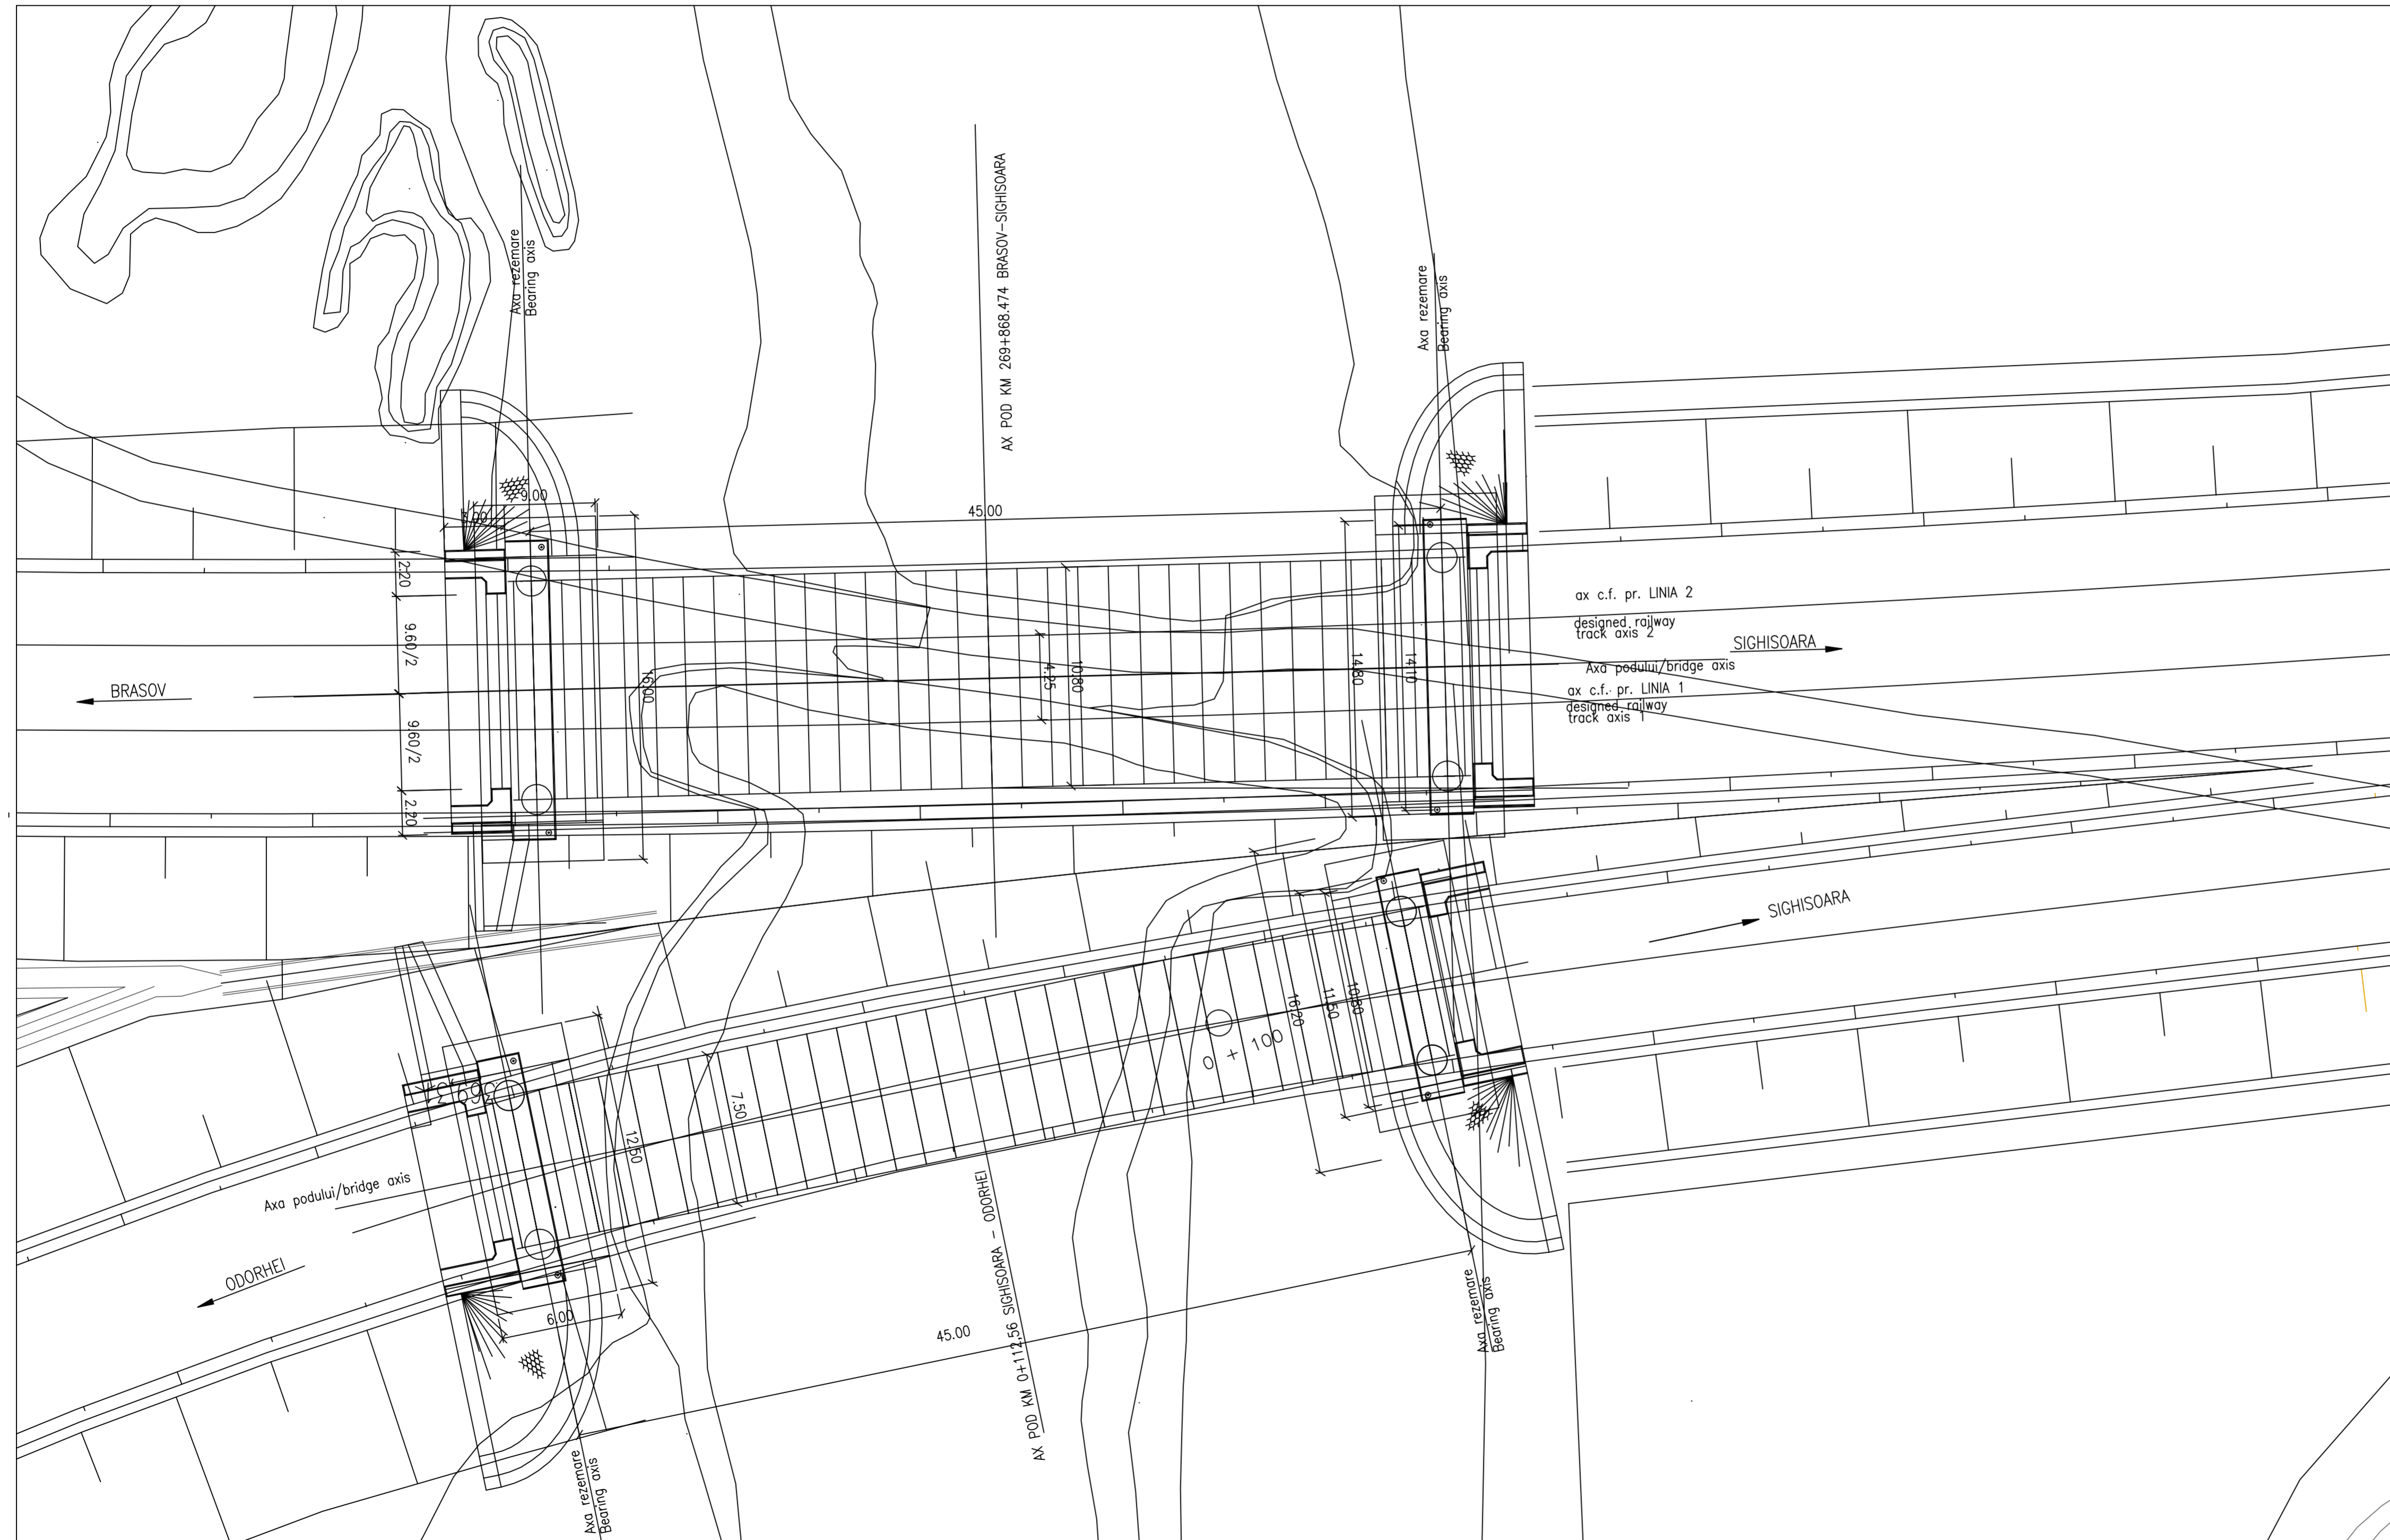 Axa rezemare
Bearing axis
AX POD KM 269+868.474 BRASOV-SIGHISOARA
Axa rezemare
Bearing axis
9.00
45.00
2.20
9.60/2
9.60/2
2.20
16.00
4.25
10.80
14.80
14.10
ax c.f. pr. LINIA 2
designed railway
track axis 2
SIGHISOARA
Axa podului/bridge axis
ax c.f. pr. LINIA 1
designed railway
track axis 1
BRASOV
SIGHISOARA
16.20
11.50
10.80
0 + 100
7.50
12.50
Axa podului/bridge axis
ODORHEI
6.00
45.00
AX POD KM 0+112,56 SIGHISOARA - ODORHEI
Axa rezemare
Bearing axis
Axa rezemare
Bearing axis